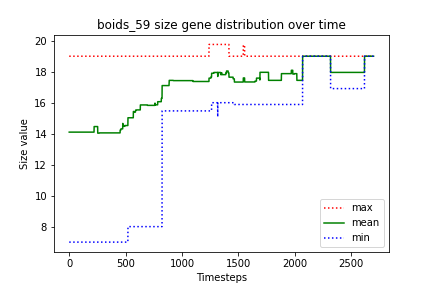 boids_59 size gene distribution over time
20
18
16
14
12
10
8
Size value
0
500
1000
1500
2000
2500
Timesteps
max
mean
min